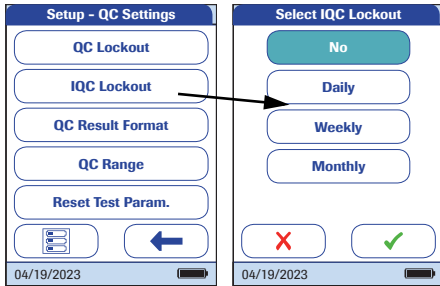 Setup - QC Settings
QC Lockout
IQC Lockout
QC Result Format
QC Range
Reset Test Param.
04/19/2023
Select IQC Lockout
No
Daily
Weekly
Monthly
04/19/2023